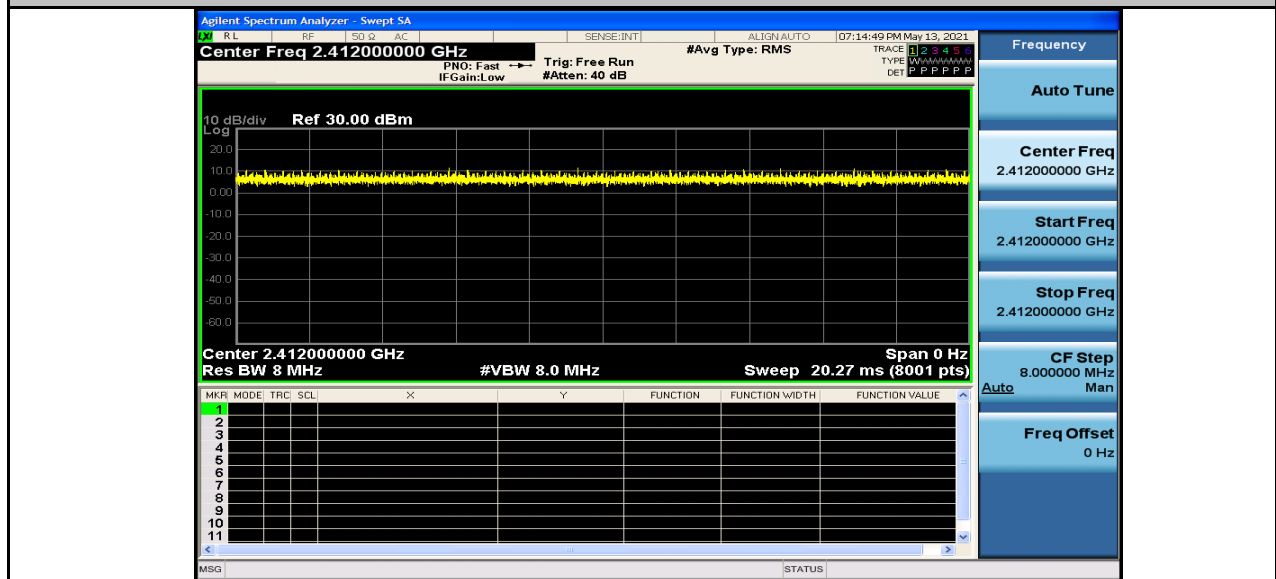 Agilent Spectrum Analyzer - Swept SA
LXI RL RF 50 Ω AC SENSE:INT ALIGN AUTO 07:14:49 PM May 13, 2021
Center Freq 2.412000000 GHz #Avg Type: RMS TRACE 1 2 3 4 5 6
PNO: Fast Trig: Free Run TYPE WWWWWW
IFGain:Low #Atten: 40 dB DET P P P P P P
10 dB/div Ref 30.00 dBm
Log
20.0
10.0
0.00
-10.0
-20.0
-30.0
-40.0
-50.0
-60.0
Center 2.412000000 GHz Span 0 Hz
Res BW 8 MHz #VBW 8.0 MHz Sweep 20.27 ms (8001 pts)
MKR MODE TRC SCL X Y FUNCTION FUNCTION WIDTH FUNCTION VALUE
1
2
3
4
5
6
7
8
9
10
11
MSG STATUS
Frequency
Auto Tune
Center Freq
2.412000000 GHz
Start Freq
2.412000000 GHz
Stop Freq
2.412000000 GHz
CF Step
8.000000 MHz
Auto Man
Freq Offset
0 Hz